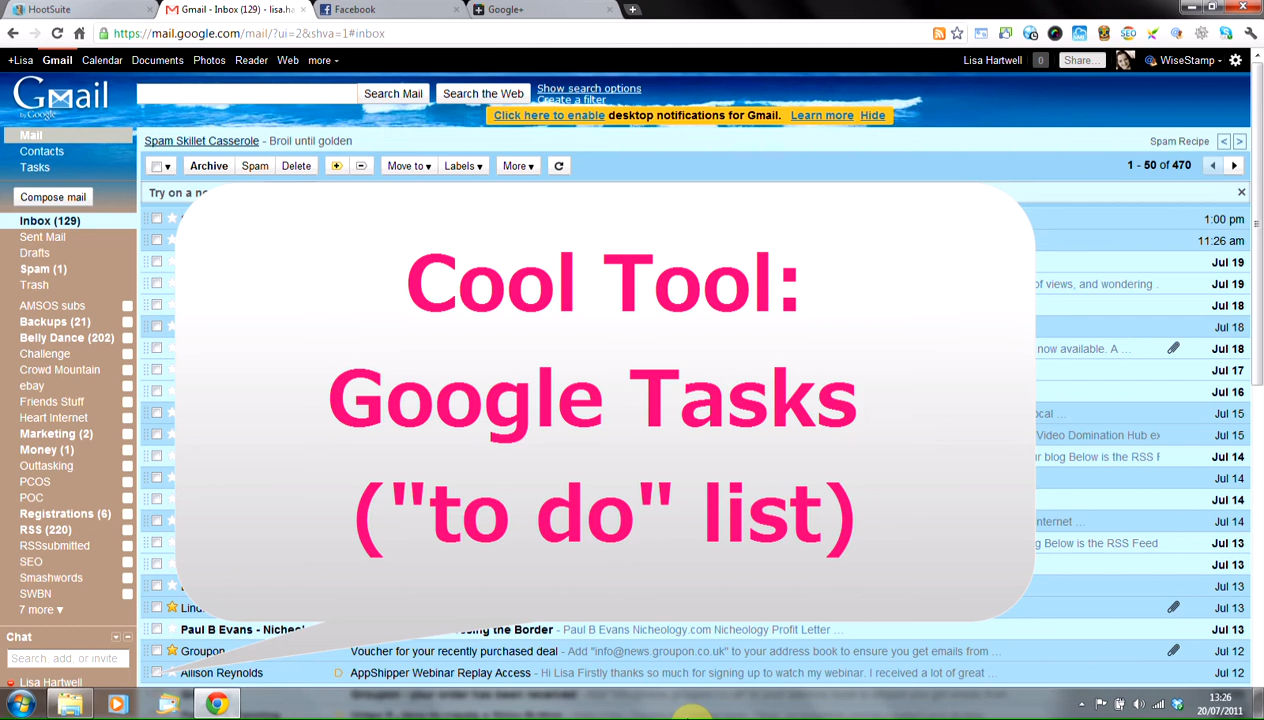 HootSuite
Gmail - Inbox (129) - lisa.ha
Facebook
Google+
https://mail.google.com/mail/?ui=2&shva=1#inbox
+Lisa Gmail Calendar Documents Photos Reader Web more
Lisa Hartwell 0 Share... WiseStamp
Gmail
by Google
Search Mail Search the Web Show search options
Create a filter
Click here to enable desktop notifications for Gmail. Learn more Hide
Mail
Contacts
Tasks
Compose mail
Inbox (129)
Sent Mail
Drafts
Spam (1)
Trash
AMSOS subs
Backups (21)
Belly Dance (202)
Challenge
Crowd Mountain
ebay
Friends Stuff
Heart Internet
Marketing (2)
Money (1)
Outtasking
PCOS
POC
Registrations (6)
RSS (220)
RSSsubmitted
SEO
Smashwords
SWBN
7 more
Chat
Search, add, or invite
Lisa Hartwell
Spam Skillet Casserole - Broil until golden
Spam Recipe < >
Archive Spam Delete Move to Labels More
1 - 50 of 470
Try on a
Cool Tool:
Google Tasks
("to do" list)
1:00 pm
11:26 am
Jul 19
of views, and wondering . Jul 19
Jul 18
Jul 18
now available. A ... Jul 18
Jul 17
Jul 16
... Jul 15
Video Domination Hub ex Jul 15
blog Below is the RSS F Jul 14
Jul 14
Jul 14
... Jul 14
Below is the RSS Feed Jul 13
Jul 13
Jul 13
Jul 13
Paul B Evans - the Border - Paul B Evans Nicheology.com Nicheology Profit Letter ... Jul 13
Groupon Voucher for your recently purchased deal - Add "info@news.groupon.co.uk" to your address book to ensure you get emails from ... Jul 12
Allison Reynolds AppShipper Webinar Replay Access - Hi Lisa Firstly thanks so much for signing up to watch my webinar. I received a lot of great ... Jul 12
13:26
20/07/2011